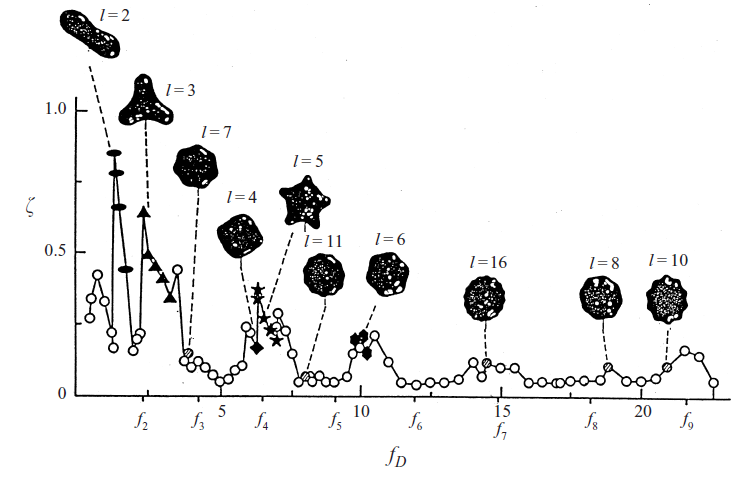 l = 2
l = 3
1.0
l = 7
l = 5
l = 4
ζ
l = 11
l = 6
0.5
l = 16
l = 8
l = 10
0
f2
f3
5
f4
f5
10
f6
15
f7
f8
20
f9
fD